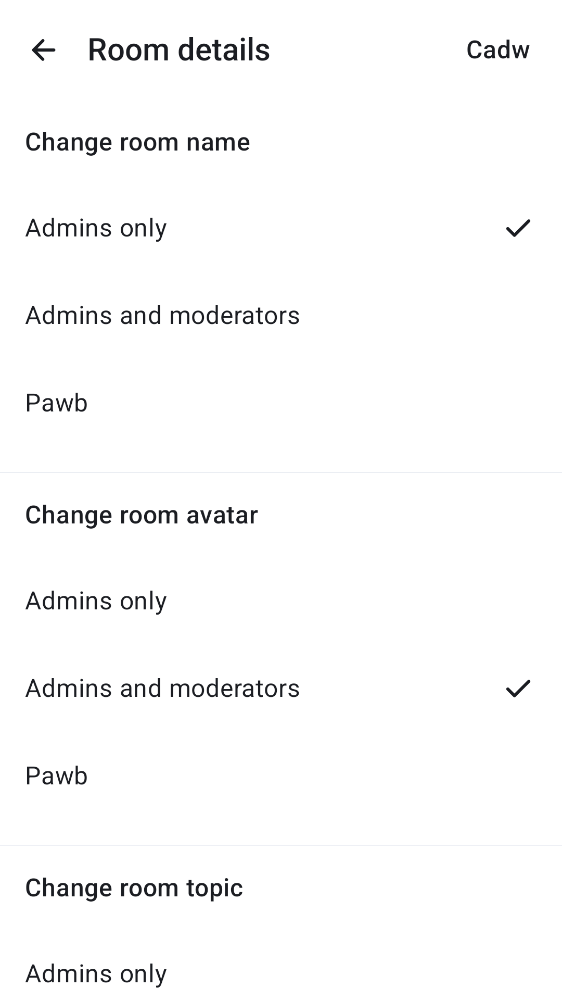 Room details
Cadw
Change room name
Admins only
Admins and moderators
Pawb
Change room avatar
Admins only
Admins and moderators
Pawb
Change room topic
Admins only